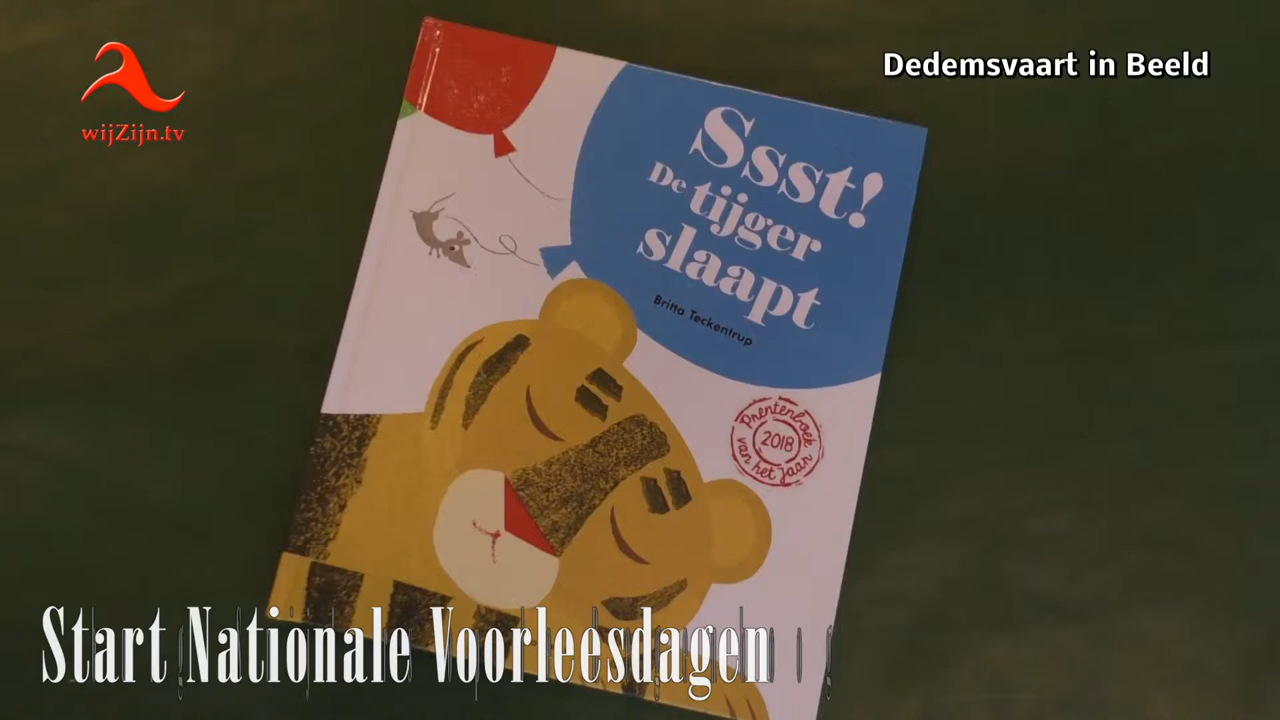 wijZijn.tv
Dedemsvaart in Beeld
Ssst!
De tijger
slaapt
Britta Teckentrup
Prentenboek
2018
van het jaar
Start Nationale Voorleesdagen